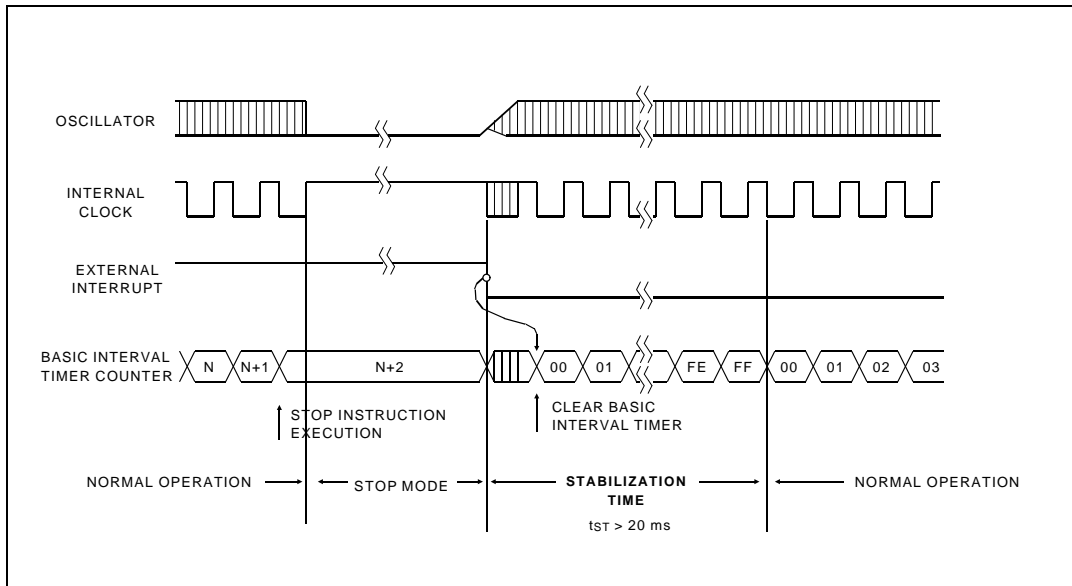 OSCILLATOR
INTERNAL
CLOCK
EXTERNAL
INTERRUPT
BASIC INTERVAL
TIMER COUNTER
N
N+1
N+2
00
01
FE
FF
00
01
02
03
STOP INSTRUCTION
EXECUTION
CLEAR BASIC
INTERVAL TIMER
NORMAL OPERATION
STOP MODE
STABILIZATION
TIME
tST > 20 ms
NORMAL OPERATION